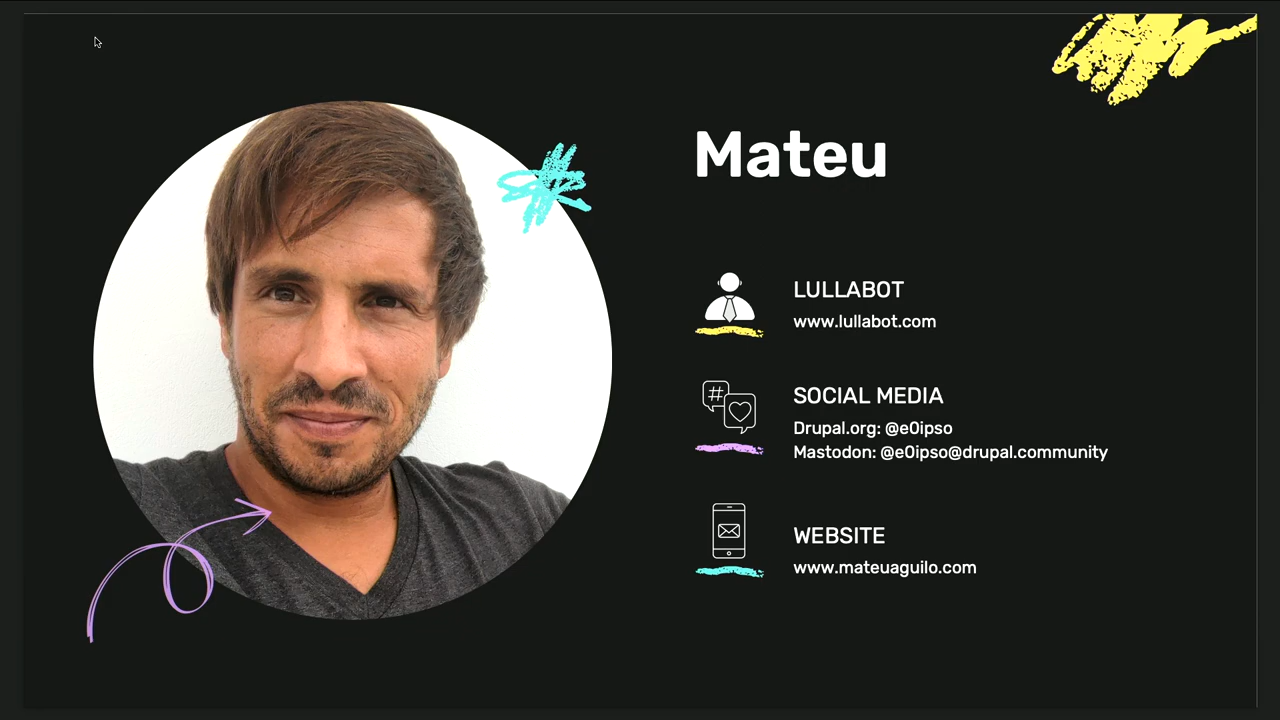 Mateu
LULLABOT
www.lullabot.com
SOCIAL MEDIA
Drupal.org: @e0ipso
Mastodon: @e0ipso@drupal.community
WEBSITE
www.mateuaguilo.com